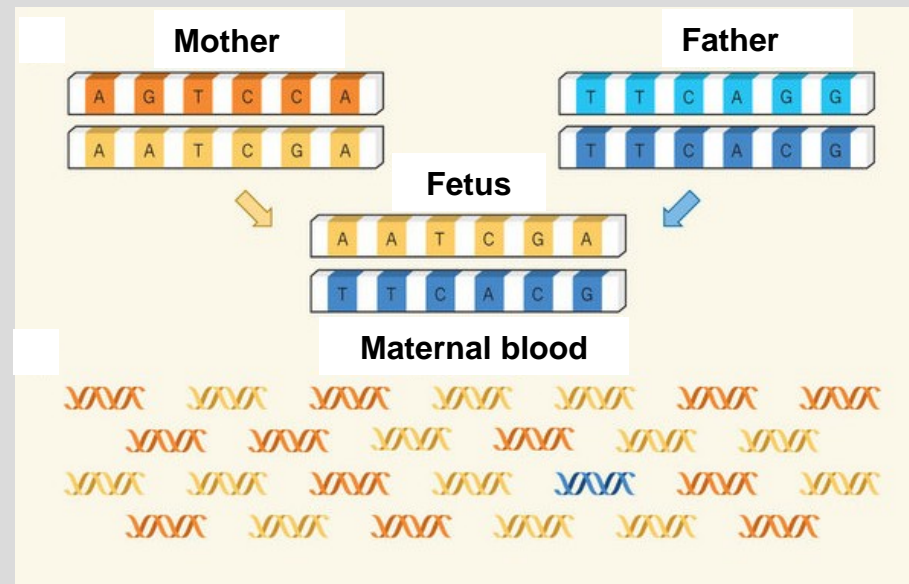 Mother
Father
A G T C C A
T T C A G G
A A T C G A
T T C A C G
Fetus
A A T C G A
T T C A C G
Maternal blood